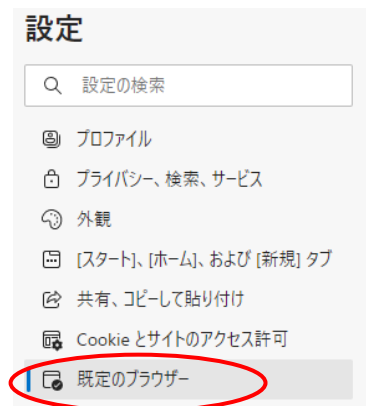 設定
設定の検索
プロファイル
プライバシー、検索、サービス
外観
[スタート]、[ホーム]、および [新規] タブ
共有、コピーして貼り付け
Cookie とサイトのアクセス許可
既定のブラウザー